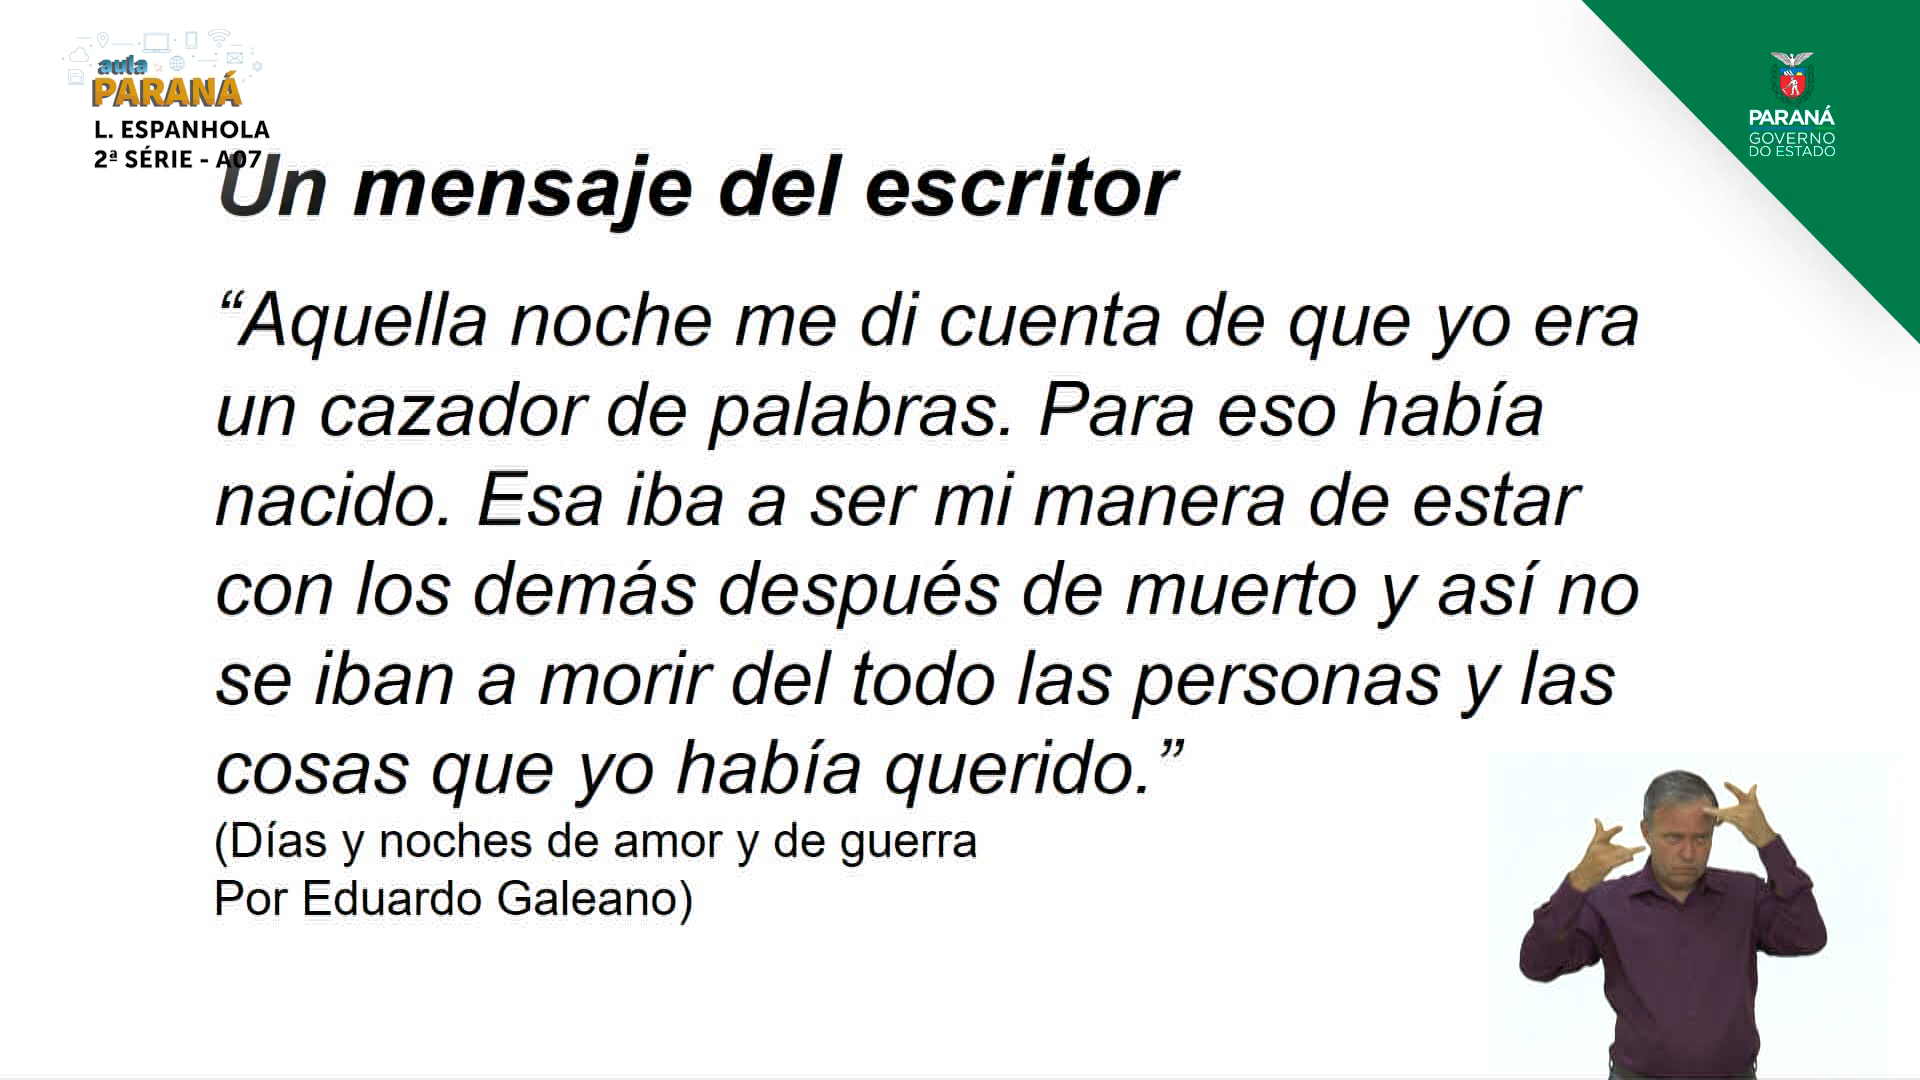 aula
PARANÁ
L. ESPANHOLA
2ª SÉRIE - A07
PARANÁ
GOVERNO
DO ESTADO
Un mensaje del escritor
“Aquella noche me di cuenta de que yo era
un cazador de palabras. Para eso había
nacido. Esa iba a ser mi manera de estar
con los demás después de muerto y así no
se iban a morir del todo las personas y las
cosas que yo había querido.”
(Días y noches de amor y de guerra
Por Eduardo Galeano)